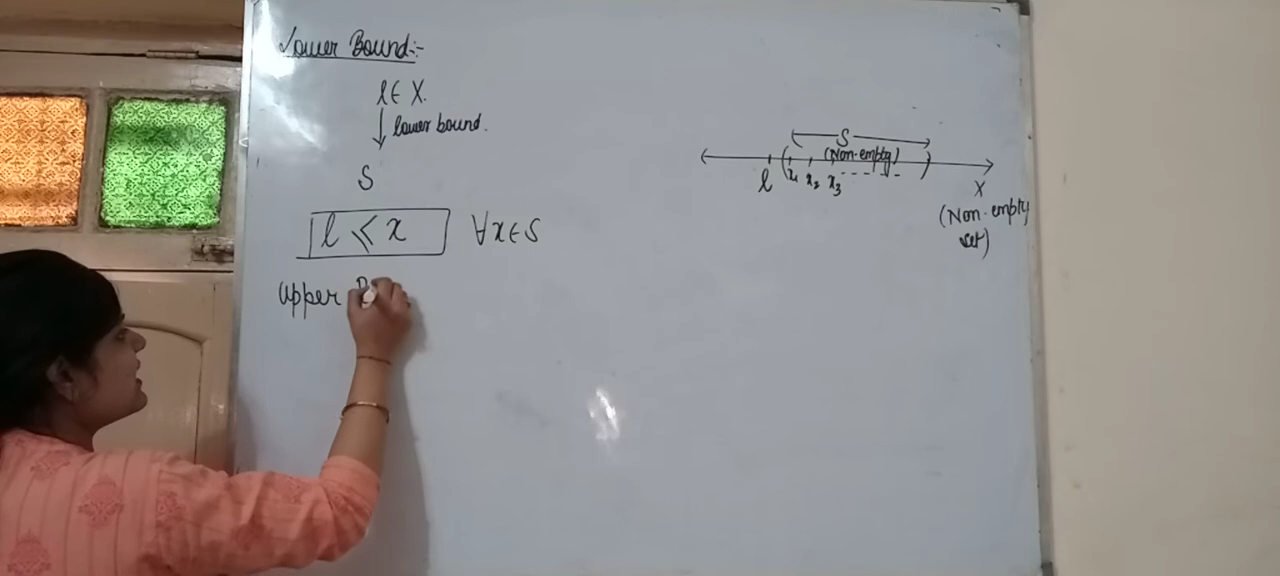 Lower Bound:-
l ∈ X.
↓ lower bound.
S
l ≤ x ∀ x ∈ S
Upper B
S
(Non-empty)
l x₁ x₂ x₃ - - - - -
X
(Non-empty
set)